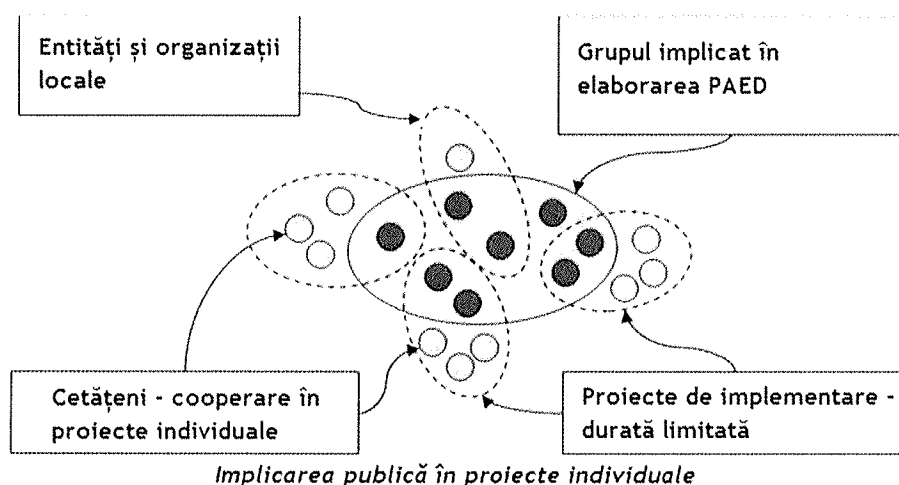 Entități și organizații
locale
Grupul implicat în
elaborarea PAED
Cetățeni - cooperare în
proiecte individuale
Proiecte de implementare -
durată limitată
Implicarea publică în proiecte individuale